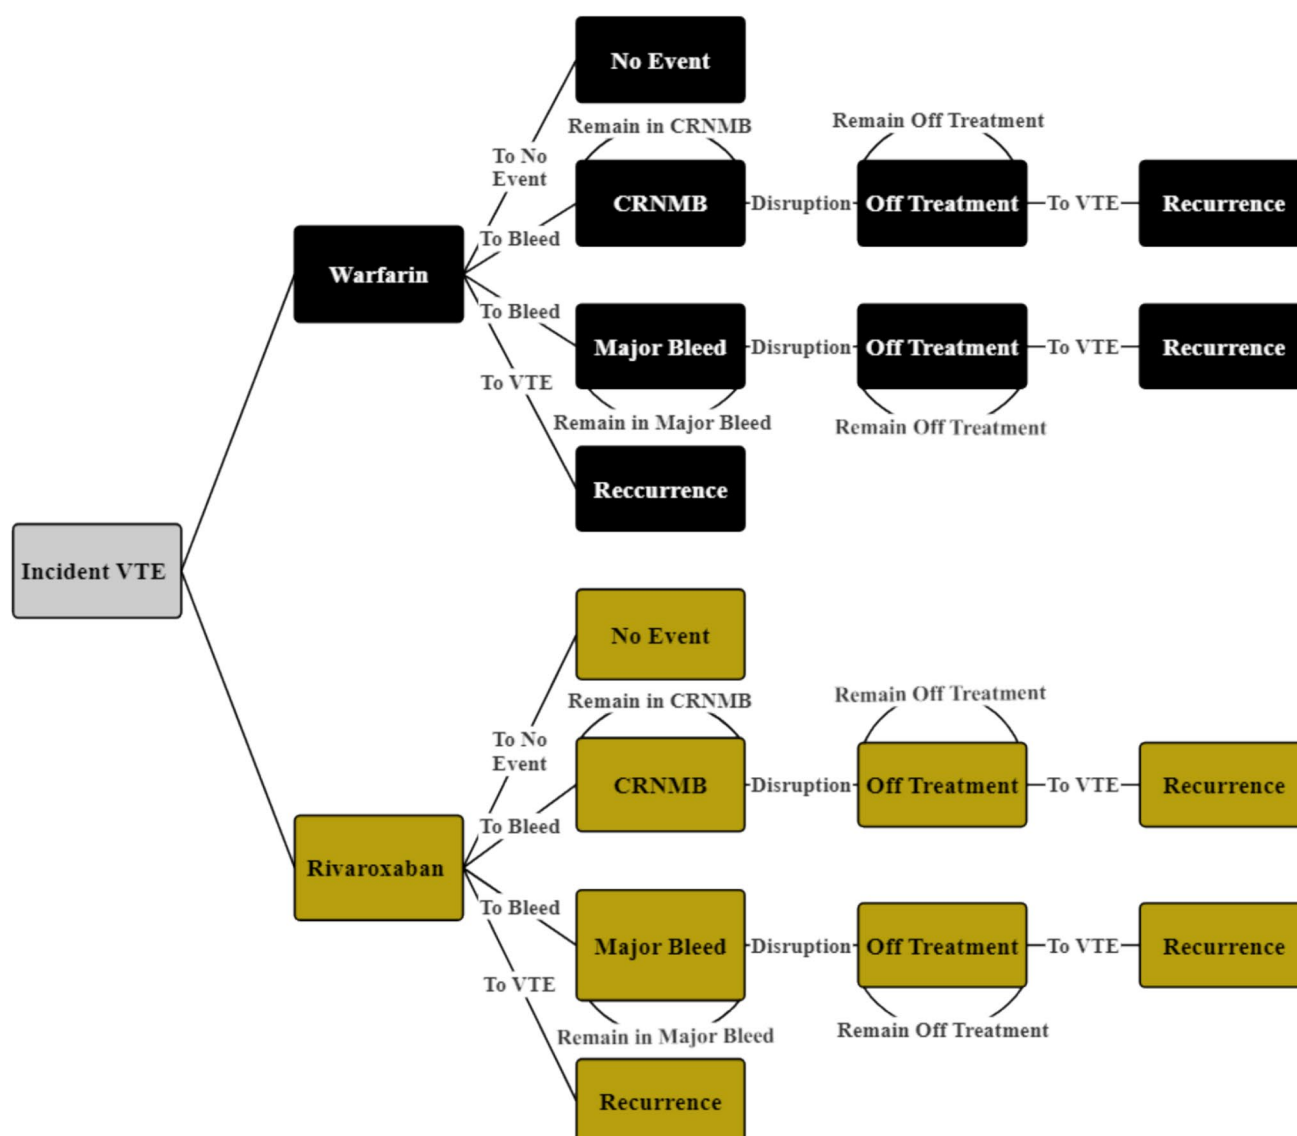 No Event
Remain in CRNMB
Remain Off Treatment
To No
Event
CRNMB
Disruption
Off Treatment
To VTE
Recurrence
To Bleed
Warfarin
To Bleed
Major Bleed
Disruption
Off Treatment
To VTE
Recurrence
To VTE
Remain in Major Bleed
Remain Off Treatment
Reccurrence
Incident VTE
No Event
Remain in CRNMB
Remain Off Treatment
To No
Event
CRNMB
Disruption
Off Treatment
To VTE
Recurrence
To Bleed
Rivaroxaban
To Bleed
Major Bleed
Disruption
Off Treatment
To VTE
Recurrence
To VTE
Remain in Major Bleed
Remain Off Treatment
Recurrence